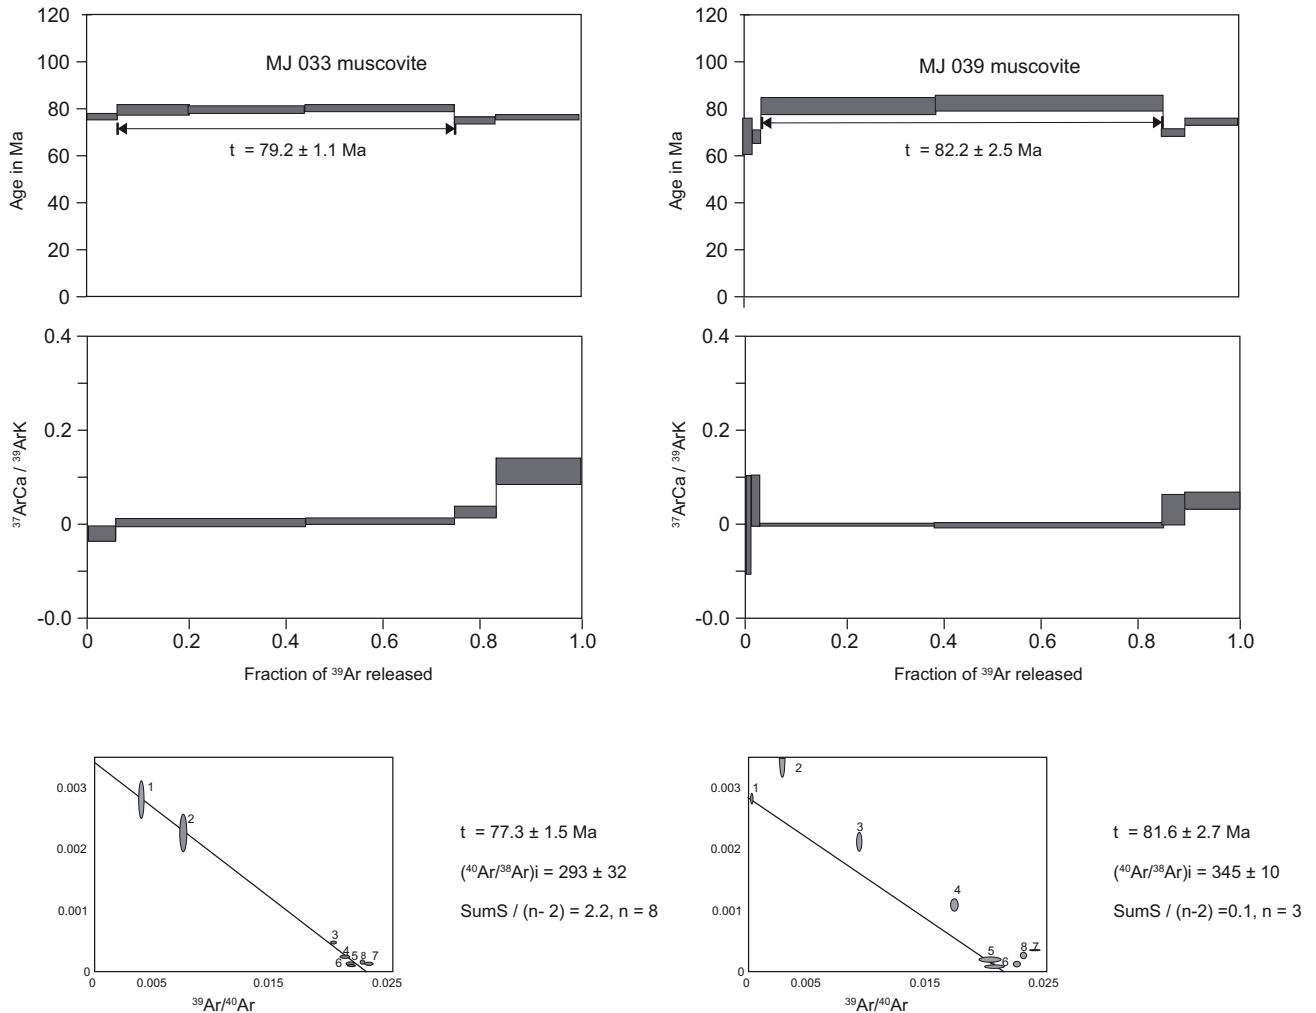 120
100
80
60
40
20
0
Age in Ma
MJ 033 muscovite
t = 79.2 ± 1.1 Ma
120
100
80
60
40
20
0
Age in Ma
MJ 039 muscovite
t = 82.2 ± 2.5 Ma
0.4
0.2
0
-0.0
³⁷ArCa / ³⁹ArK
0 0.2 0.4 0.6 0.8 1.0
Fraction of ³⁹Ar released
0.4
0.2
0
-0.0
³⁷ArCa / ³⁹ArK
0 0.2 0.4 0.6 0.8 1.0
Fraction of ³⁹Ar released
0.003
0.002
0.001
0
1
2
3
4
5
8
7
6
0 0.005 0.015 0.025
³⁹Ar/⁴⁰Ar
t = 77.3 ± 1.5 Ma
(⁴⁰Ar/³⁸Ar)i = 293 ± 32
SumS / (n- 2) = 2.2, n = 8
0.003
0.002
0.001
0
2
1
3
4
5
8
7
6
0 0.005 0.015 0.025
³⁹Ar/⁴⁰Ar
t = 81.6 ± 2.7 Ma
(⁴⁰Ar/³⁸Ar)i = 345 ± 10
SumS / (n-2) =0.1, n = 3